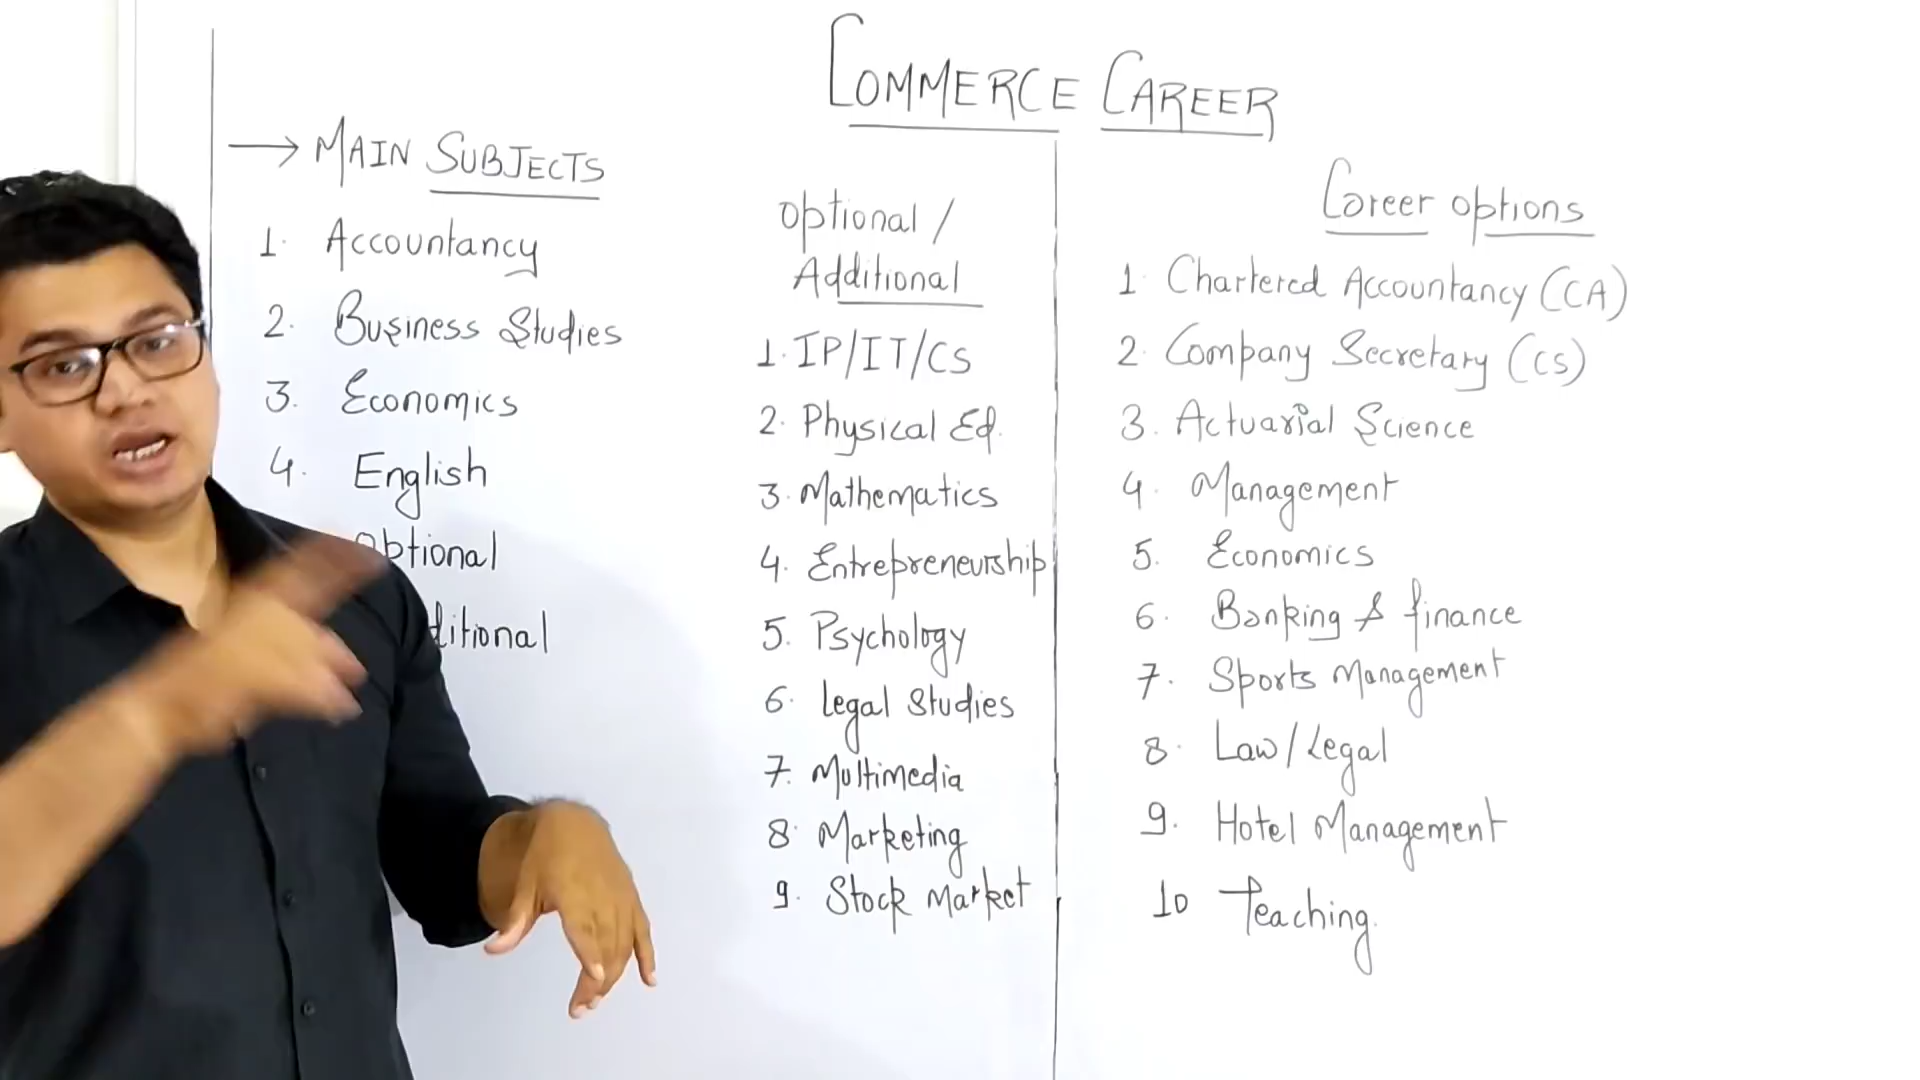 COMMERCE CAREER
→ MAIN SUBJECTS
1. Accountancy
2. Business Studies
3. Economics
4. English
Optional
Optional /
Additional
1. IP/IT/CS
2. Physical Ed.
3. Mathematics
4. Entrepreneurship
5. Psychology
6. Legal Studies
7. Multimedia
8. Marketing
9. Stock Market
Career options
1. Chartered Accountancy (CA)
2. Company Secretary (CS)
3. Actuarial Science
4. Management
5. Economics
6. Banking & finance
7. Sports Management
8. Law/Legal
9. Hotel Management
10 Teaching.